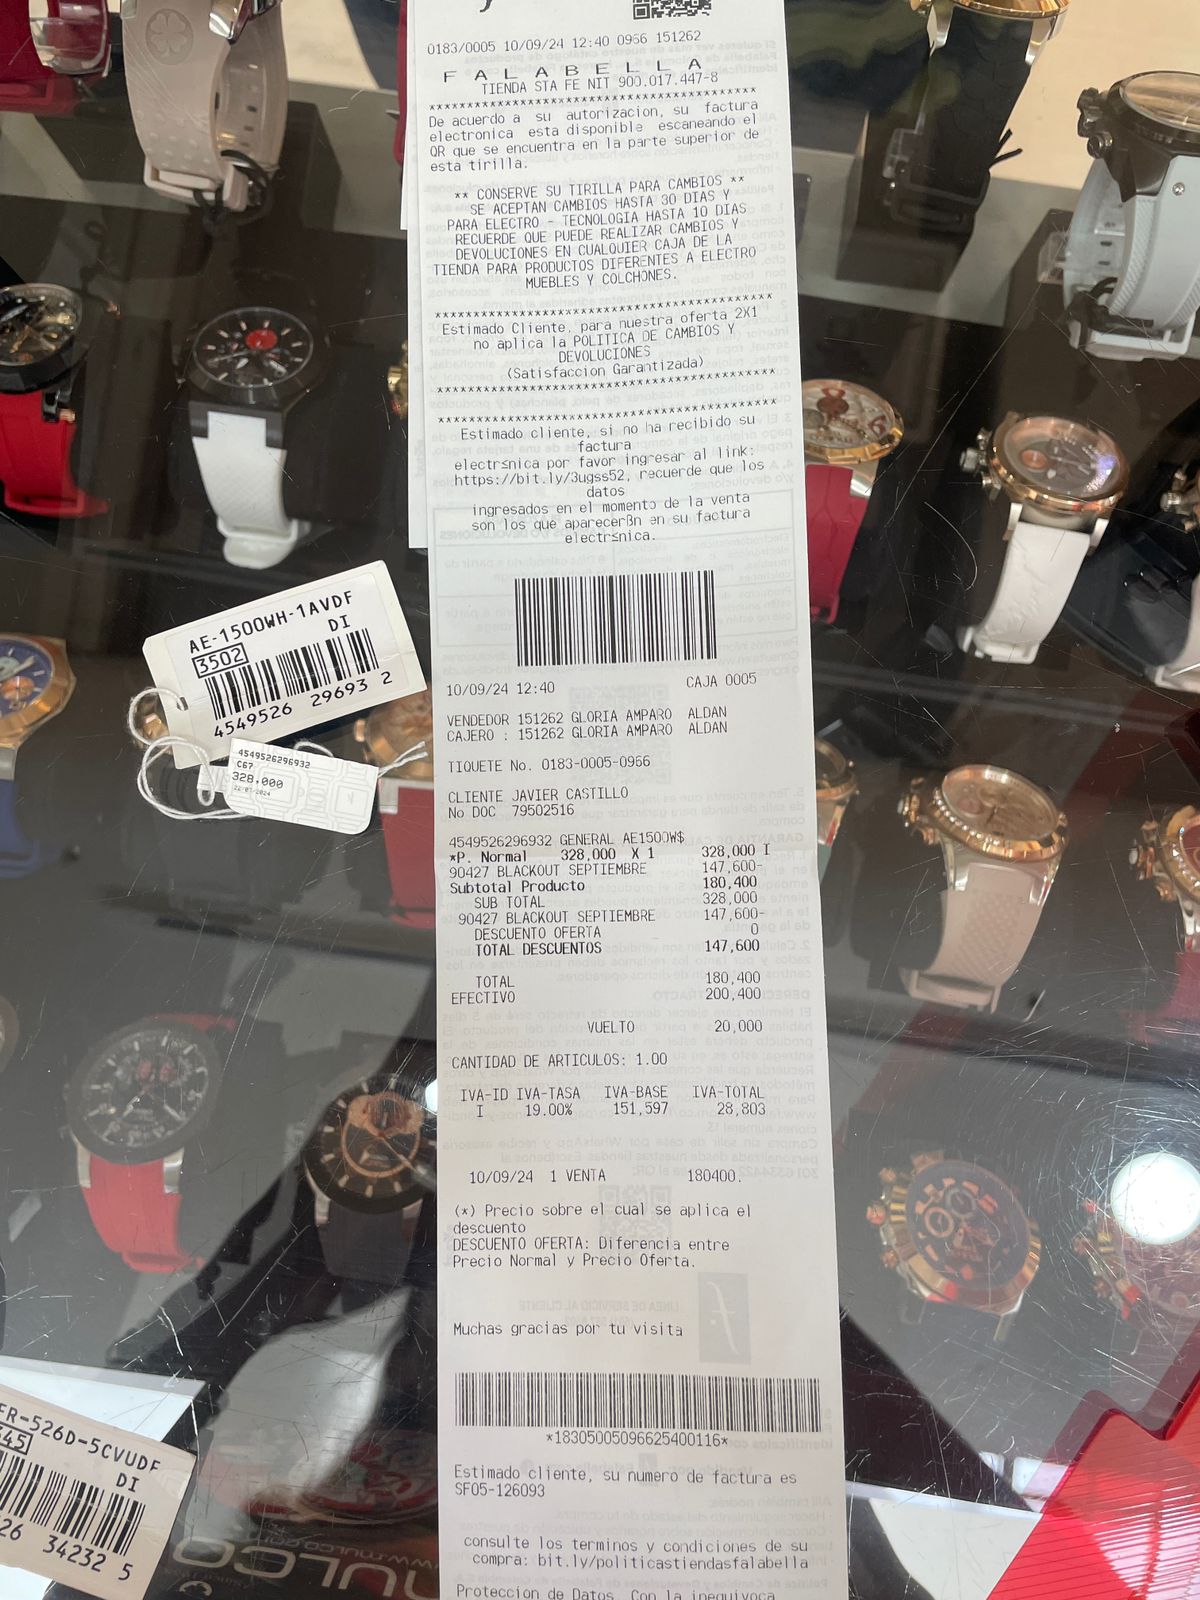 0183/0005 10/09/24 12:40 0966 151262
F A L A B E L L A
TIENDA STA FE NIT 900.017.447-8
****************************************
De acuerdo a su autorizacion, su factura
electronica esta disponible escaneando el
QR que se encuentra en la parte superior de
esta tirilla.
** CONSERVE SU TIRILLA PARA CAMBIOS **
SE ACEPTAN CAMBIOS HASTA 30 DIAS Y
PARA ELECTRO - TECNOLOGIA HASTA 10 DIAS
RECUERDE QUE PUEDE REALIZAR CAMBIOS Y
DEVOLUCIONES EN CUALQUIER CAJA DE LA
TIENDA PARA PRODUCTOS DIFERENTES A ELECTRO
MUEBLES Y COLCHONES.
****************************************
Estimado Cliente, para nuestra oferta 2X1
no aplica la POLITICA DE CAMBIOS Y
DEVOLUCIONES
(Satisfaccion Garantizada)
****************************************
****************************************
Estimado cliente, si no ha recibido su
factura
electrsnica por favor ingresar al link:
https://bit.ly/3ugss52, recuerde que los
datos
ingresados en el momento de la venta
son los que aparecerßn en su factura
electrsnica.
10/09/24 12:40 CAJA 0005
VENDEDOR 151262 GLORIA AMPARO ALDAN
CAJERO : 151262 GLORIA AMPARO ALDAN
TIQUETE No. 0183-0005-0966
CLIENTE JAVIER CASTILLO
No DOC 79502516
4549526296932 GENERAL AE1500W$
*P. Normal 328,000 X 1 328,000 I
90427 BLACKOUT SEPTIEMBRE 147,600-
Subtotal Producto 180,400
SUB TOTAL 328,000
90427 BLACKOUT SEPTIEMBRE 147,600-
DESCUENTO OFERTA 0
TOTAL DESCUENTOS 147,600
TOTAL 180,400
EFECTIVO 200,400
VUELTO 20,000
CANTIDAD DE ARTICULOS: 1.00
IVA-ID IVA-TASA IVA-BASE IVA-TOTAL
I 19.00% 151,597 28,803
10/09/24 1 VENTA 180400.
(*) Precio sobre el cual se aplica el
descuento
DESCUENTO OFERTA: Diferencia entre
Precio Normal y Precio Oferta.
Muchas gracias por tu visita
*18305005096625400116*
Estimado cliente, su numero de factura es
SF05-126093
consulte los terminos y condiciones de su
compra: bit.ly/politicastiendasfalabella
Protección de Datos. Con la inequivoca
AE-1500WH-1AVDF
DI
3502
4549526 29693 2
4549526296932
C67
328,000
22/07/2024
FR-526D-5CVUDF
DI
645
26 34232 5